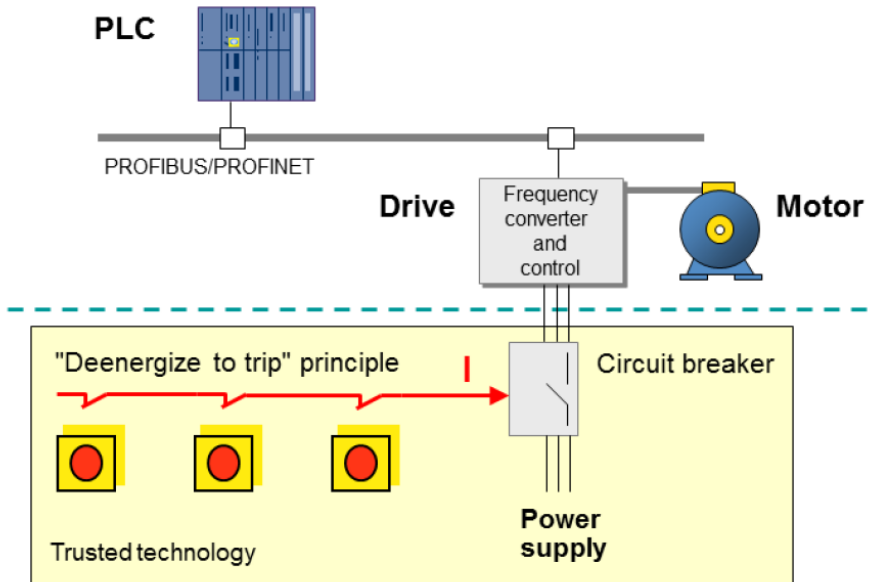 PLC
PROFIBUS/PROFINET
Drive
Frequency
converter
and
control
Motor
"Deenergize to trip" principle
I
Circuit breaker
Power
supply
Trusted technology